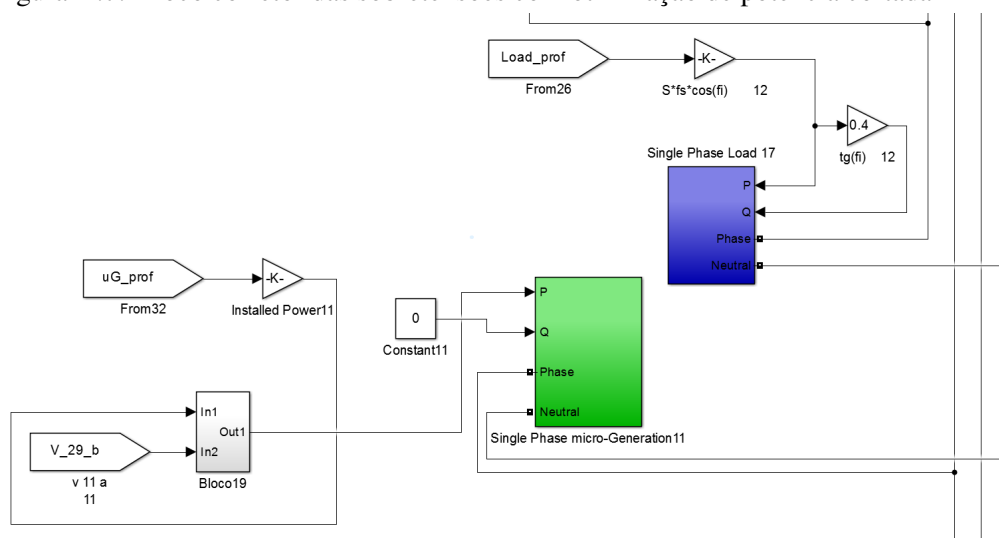 Load_prof
-K-
From26
S*fs*cos(fi) 12
0.4
tg(fi) 12
Single Phase Load 17
P
Q
Phase
Neutral
uG_prof
-K-
From32
Installed Power11
0
Constant11
P
Q
Phase
Neutral
Single Phase micro-Generation11
In1
Out1
In2
V_29_b
v 11 a
11
Bloco19